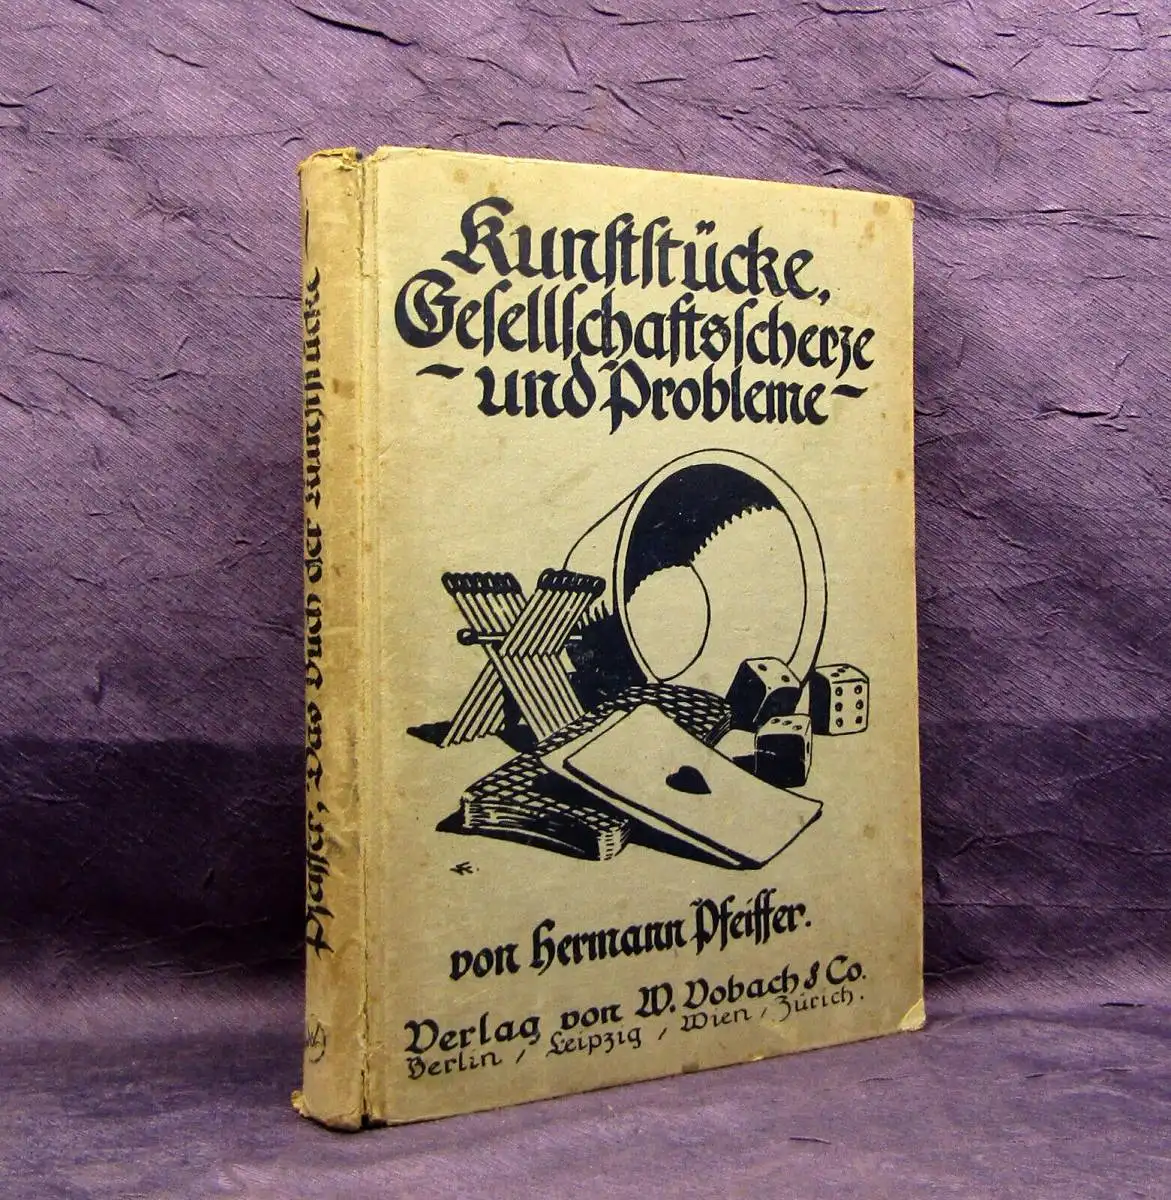 Kunststücke,
Gesellschaftsscherze
- und Probleme -
von Hermann Pfeiffer.
Verlag von W. Vobach & Co.
Berlin / Leipzig / Wien / Zürich.
Pfeiffer, Das Buch der Kunststücke